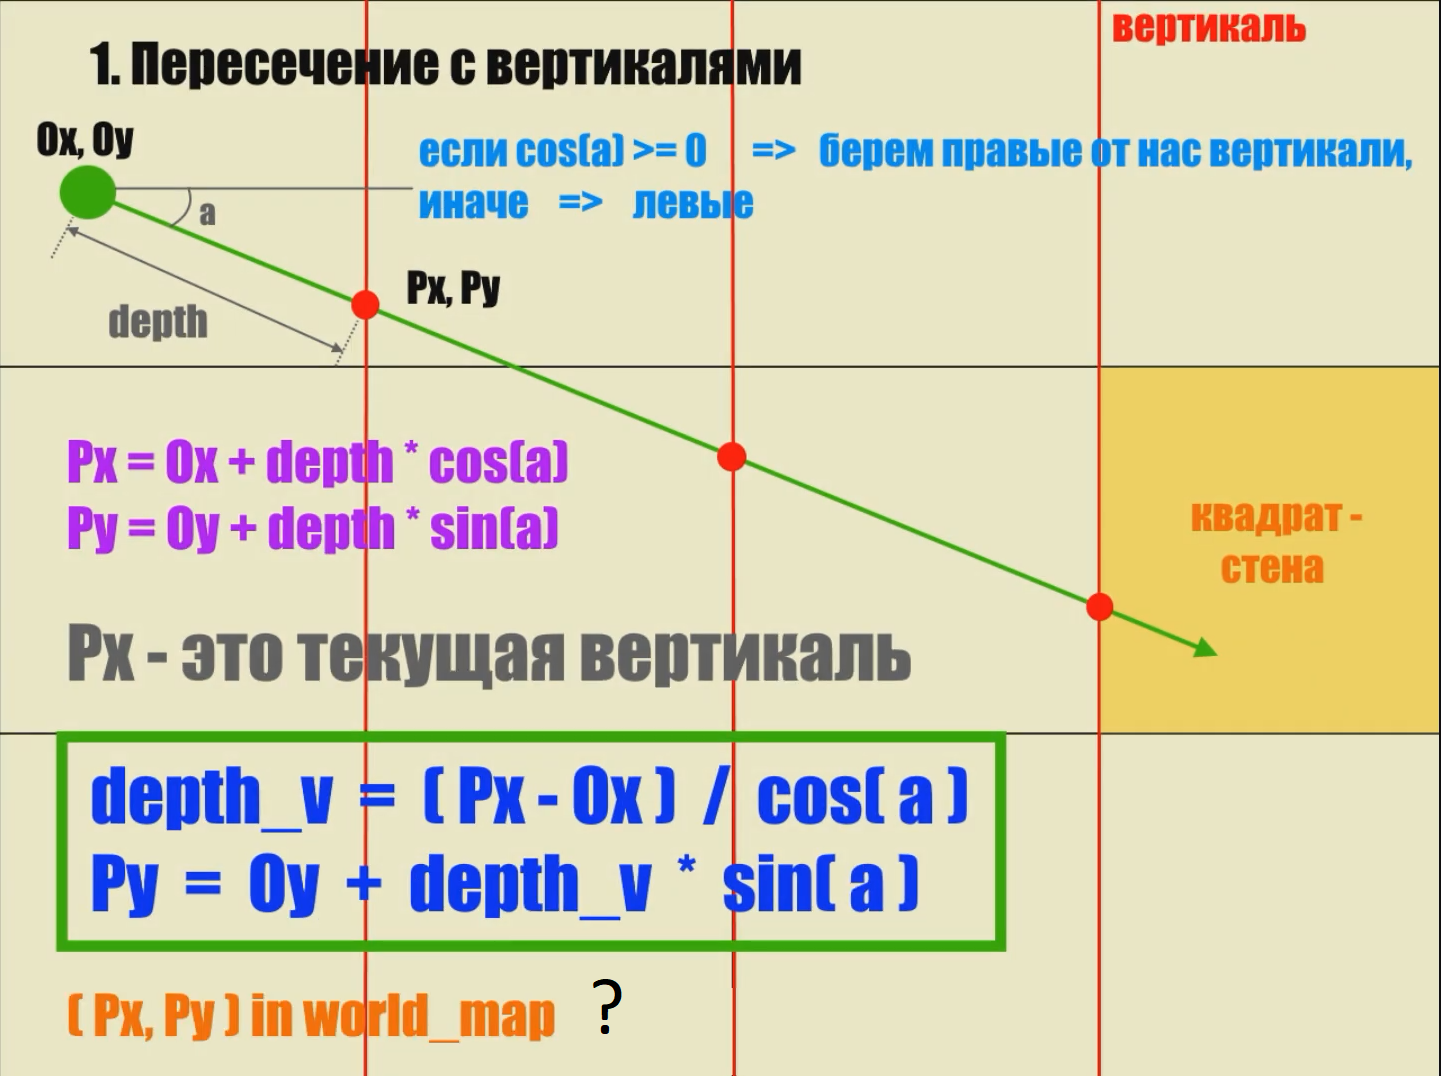 вертикаль
1. Пересечение с вертикалями
Ox, Oy
если cos(a) >= 0 => берем правые от нас вертикали,
иначе => левые
a
Px, Py
depth
Px = Ox + depth * cos(a)
Py = Oy + depth * sin(a)
квадрат -
стена
Px - это текущая вертикаль
depth_v = ( Px - Ox ) / cos( a )
Py = Oy + depth_v * sin( a )
( Px, Py ) in world_map ?